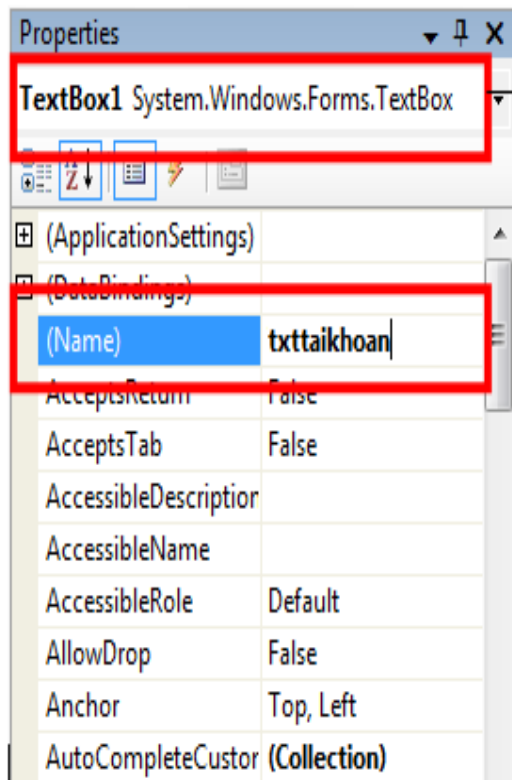 Properties
TextBox1 System.Windows.Forms.TextBox
(ApplicationSettings)
(DataBindings)
(Name) txttaikhoan
AcceptsReturn False
AcceptsTab False
AccessibleDescription
AccessibleName
AccessibleRole Default
AllowDrop False
Anchor Top, Left
AutoCompleteCustor (Collection)